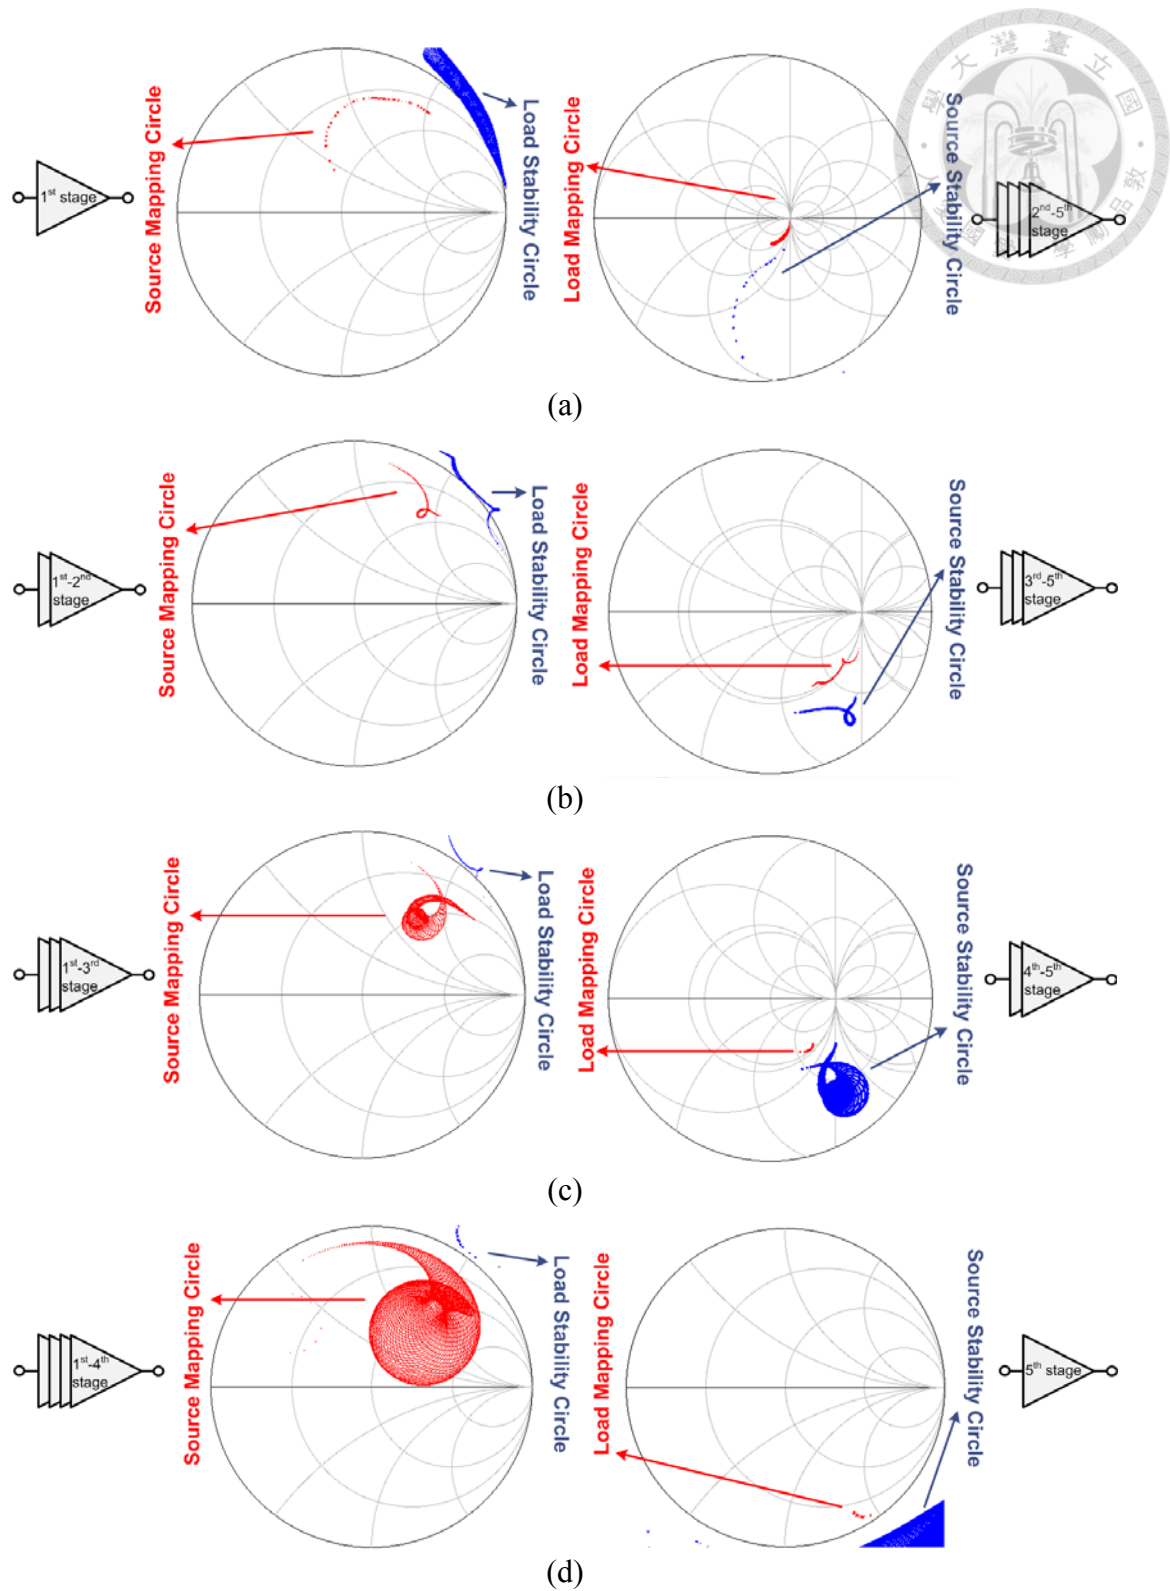 Source Mapping Circle
Load Stability Circle
1st stage
Load Mapping Circle
Source Stability Circle
2nd-5th
stage
(a)
Source Mapping Circle
Load Stability Circle
1st-2nd
stage
Load Mapping Circle
Source Stability Circle
3rd-5th
stage
(b)
Source Mapping Circle
Load Stability Circle
1st-3rd
stage
Load Mapping Circle
Source Stability Circle
4th-5th
stage
(c)
Source Mapping Circle
Load Stability Circle
1st-4th
stage
Load Mapping Circle
Source Stability Circle
5th stage
(d)